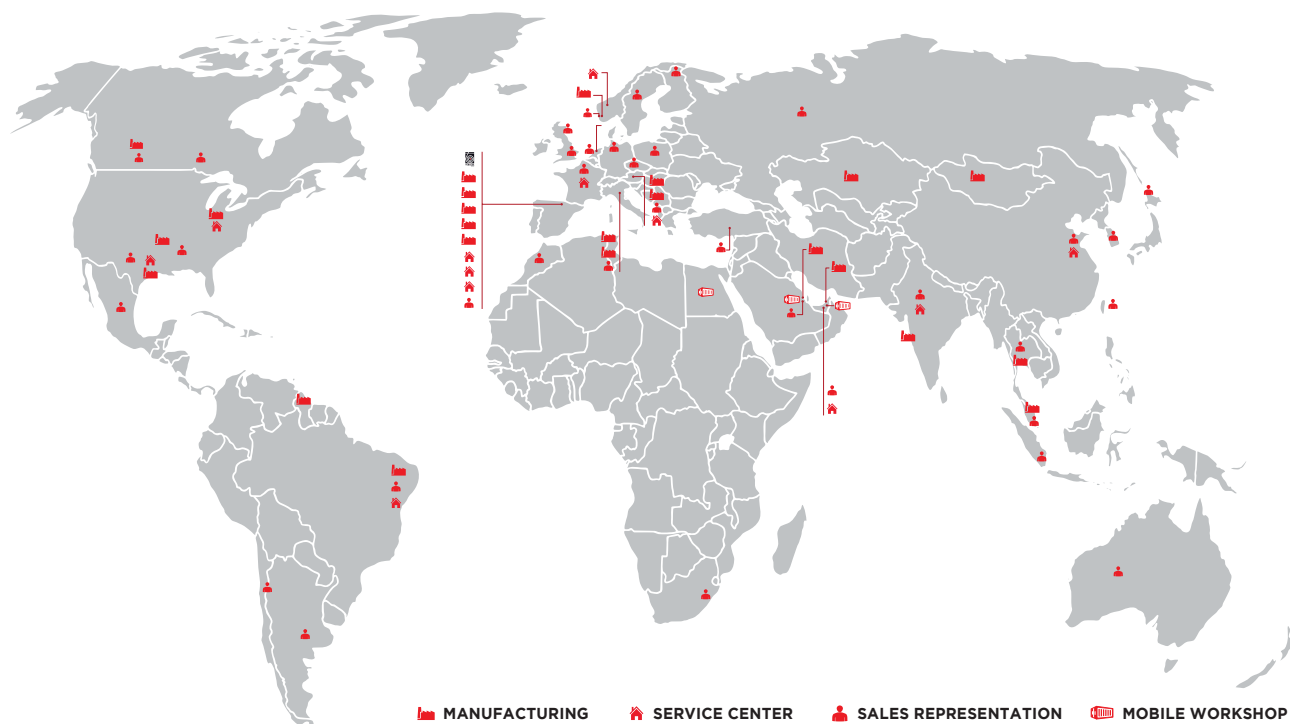 MANUFACTURING
SERVICE CENTER
SALES REPRESENTATION
MOBILE WORKSHOP